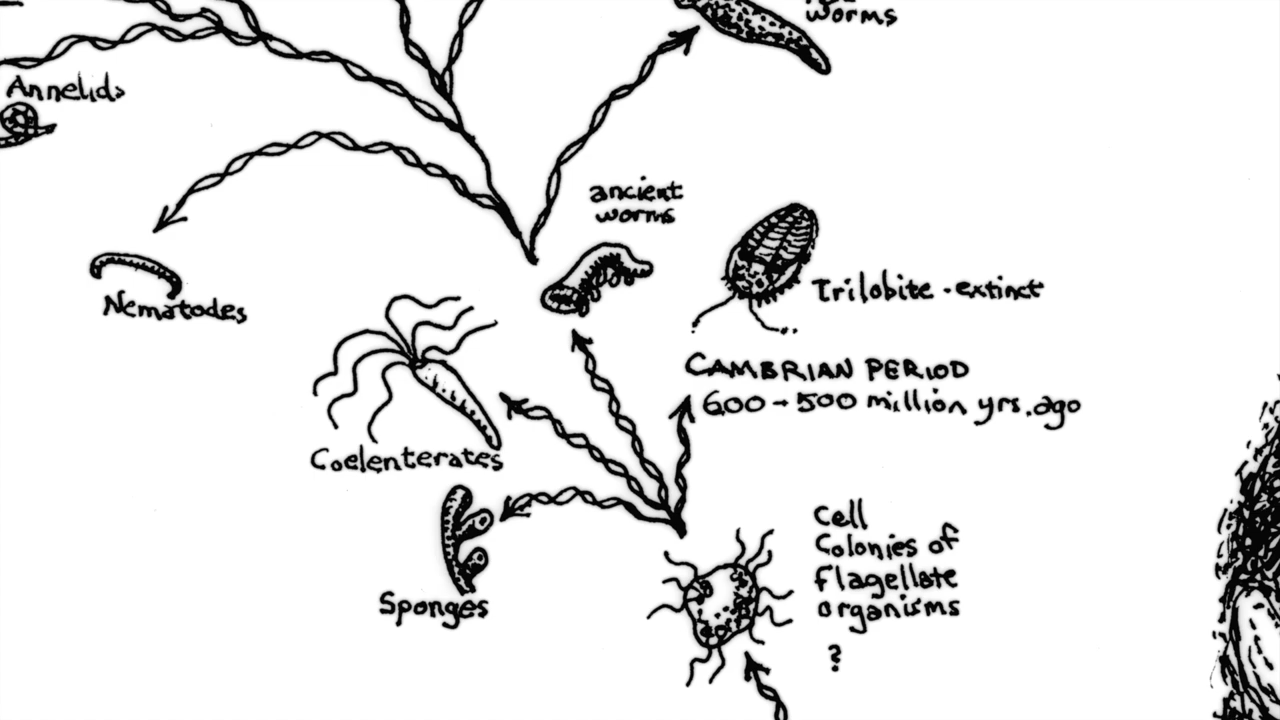 worms
Annelids
ancient
worms
Trilobite - extinct
Nematodes
CAMBRIAN PERIOD
600 - 500 million yrs. ago
Coelenterates
Cell
Colonies of
flagellate
organisms
?
Sponges